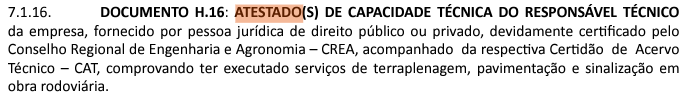 7.1.16. DOCUMENTO H.16: ATESTADO(S) DE CAPACIDADE TÉCNICA DO RESPONSÁVEL TÉCNICO
da empresa, fornecido por pessoa jurídica de direito público ou privado, devidamente certificado pelo
Conselho Regional de Engenharia e Agronomia – CREA, acompanhado da respectiva Certidão de Acervo
Técnico – CAT, comprovando ter executado serviços de terraplenagem, pavimentação e sinalização em
obra rodoviária.